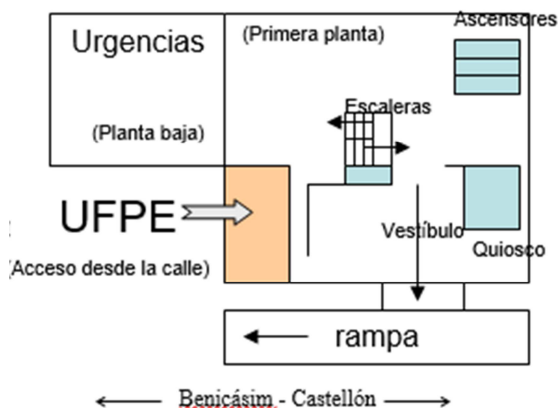 Ascensores
Urgencias
(Primera planta)
Escaleras
(Planta baja)
UFPE
Vestíbulo
Quiosco
(Acceso desde la calle)
rampa
Benicásim - Castellón